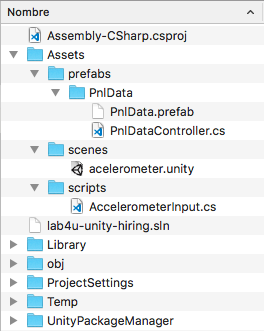 Nombre
Assembly-CSharp.csproj
Assets
prefabs
PnlData
PnlData.prefab
PnlDataController.cs
scenes
acelerometer.unity
scripts
AccelerometerInput.cs
lab4u-unity-hiring.sln
Library
obj
ProjectSettings
Temp
UnityPackageManager